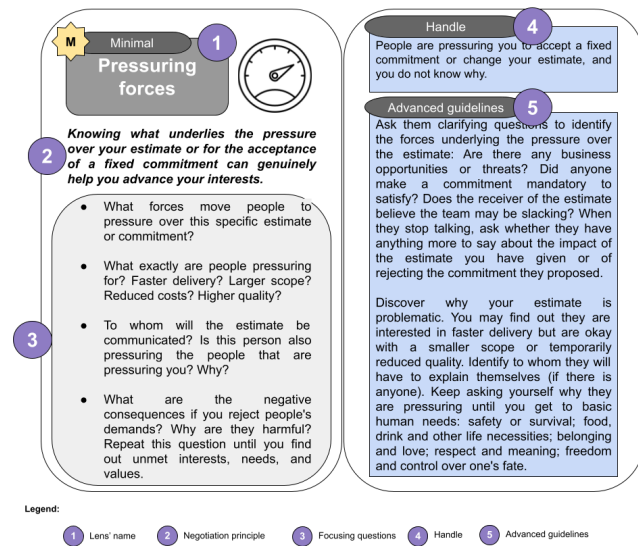 M
Minimal
1
Pressuring
forces
2
Knowing what underlies the pressure
over your estimate or for the acceptance
of a fixed commitment can genuinely
help you advance your interests.
3
● What forces move people to
pressure over this specific estimate
or commitment?
● What exactly are people pressuring
for? Faster delivery? Larger scope?
Reduced costs? Higher quality?
● To whom will the estimate be
communicated? Is this person also
pressuring the people that are
pressuring you? Why?
● What are the negative
consequences if you reject people's
demands? Why are they harmful?
Repeat this question until you find
out unmet interests, needs, and
values.
Handle
4
People are pressuring you to accept a fixed
commitment or change your estimate, and
you do not know why.
Advanced guidelines
5
Ask them clarifying questions to identify
the forces underlying the pressure over
the estimate: Are there any business
opportunities or threats? Did anyone
make a commitment mandatory to
satisfy? Does the receiver of the estimate
believe the team may be slacking? When
they stop talking, ask whether they have
anything more to say about the impact of
the estimate you have given or of
rejecting the commitment they proposed.
Discover why your estimate is
problematic. You may find out they are
interested in faster delivery but are okay
with a smaller scope or temporarily
reduced quality. Identify to whom they will
have to explain themselves (if there is
anyone). Keep asking yourself why they
are pressuring until you get to basic
human needs: safety or survival; food,
drink and other life necessities; belonging
and love; respect and meaning; freedom
and control over one's fate.
Legend:
1 Lens' name
2 Negotiation principle
3 Focusing questions
4 Handle
5 Advanced guidelines